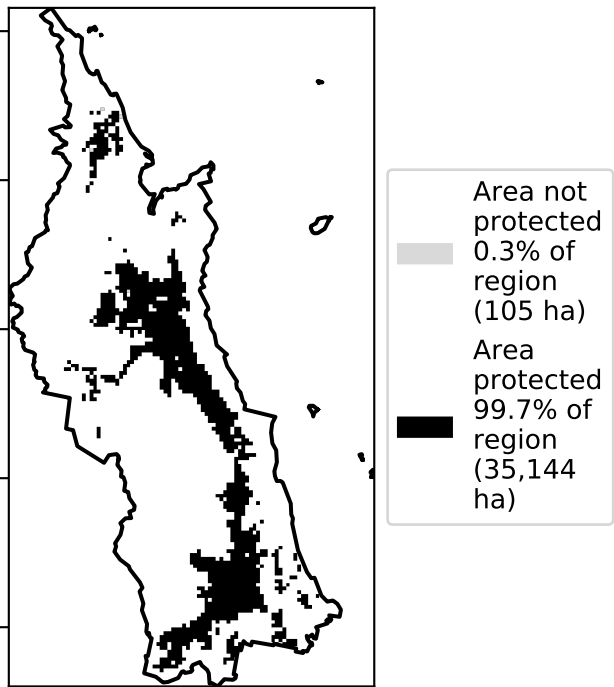 Area not
protected
0.3% of
region
(105 ha)
Area
protected
99.7% of
region
(35,144
ha)